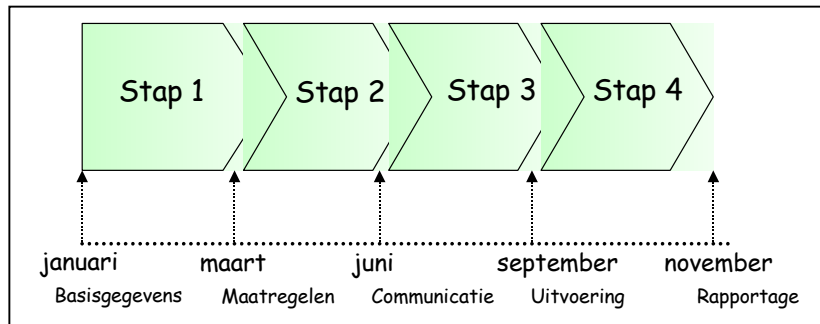 Stap 1 Stap 2 Stap 3 Stap 4
januari maart juni september november
Basisgegevens Maatregelen Communicatie Uitvoering Rapportage